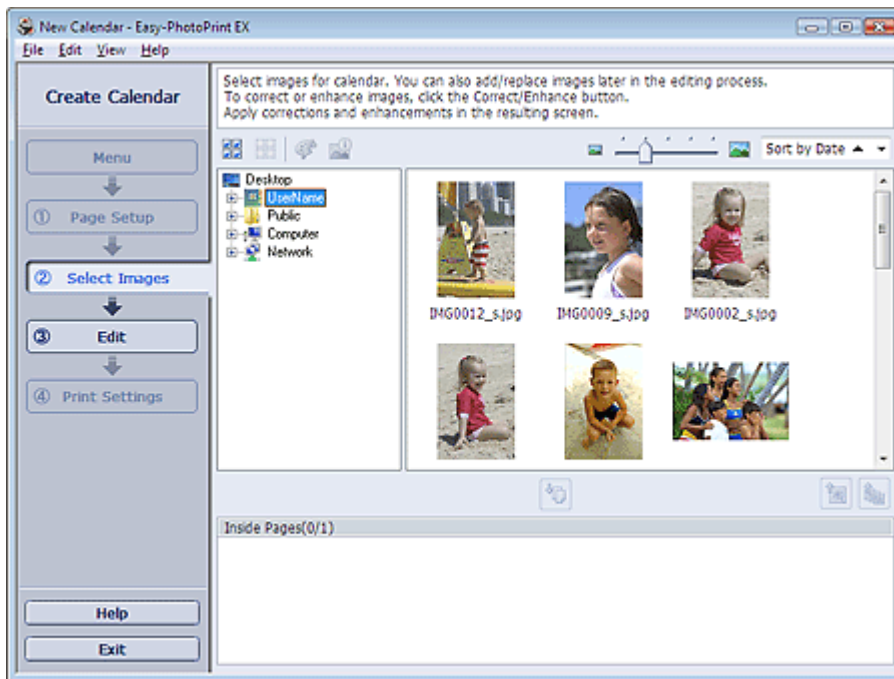 New Calendar - Easy-PhotoPrint EX
File Edit View Help
Create Calendar
Menu
① Page Setup
② Select Images
③ Edit
④ Print Settings
Help
Exit
Select images for calendar. You can also add/replace images later in the editing process.
To correct or enhance images, click the Correct/Enhance button.
Apply corrections and enhancements in the resulting screen.
Sort by Date
Desktop
UserName
Public
Computer
Network
IMG0012_s.jpg IMG0009_s.jpg IMG0002_s.jpg
Inside Pages(0/1)